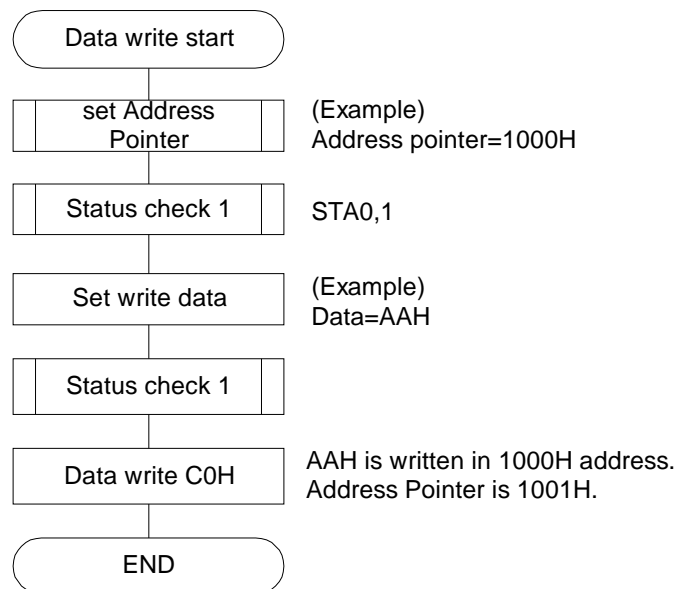 Data write start
set Address
Pointer
(Example)
Address pointer=1000H
Status check 1
STA0,1
Set write data
(Example)
Data=AAH
Status check 1
Data write C0H
AAH is written in 1000H address.
Address Pointer is 1001H.
END